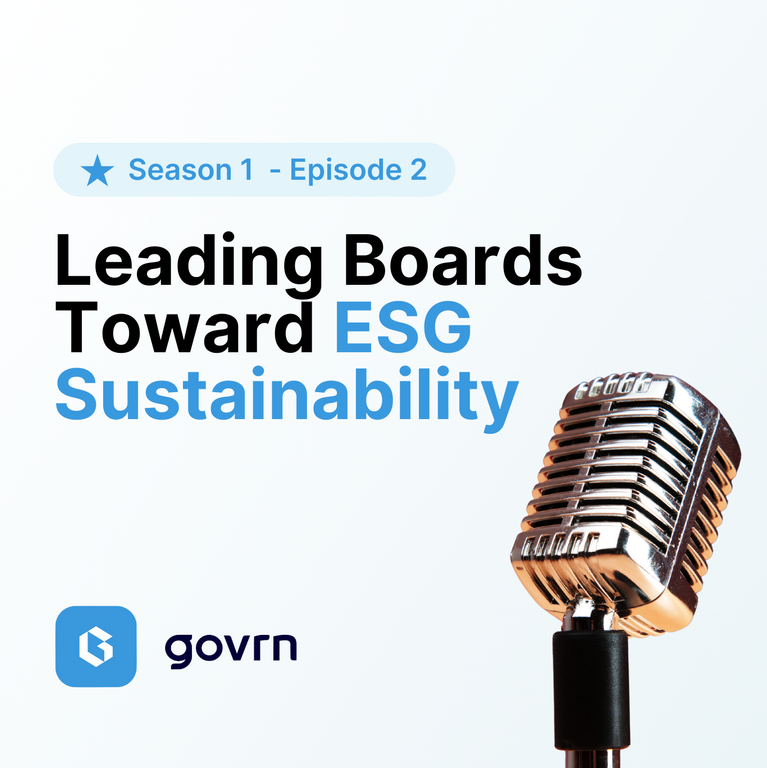 Season 1 - Episode 2
Leading Boards
Toward ESG
Sustainability
govrn